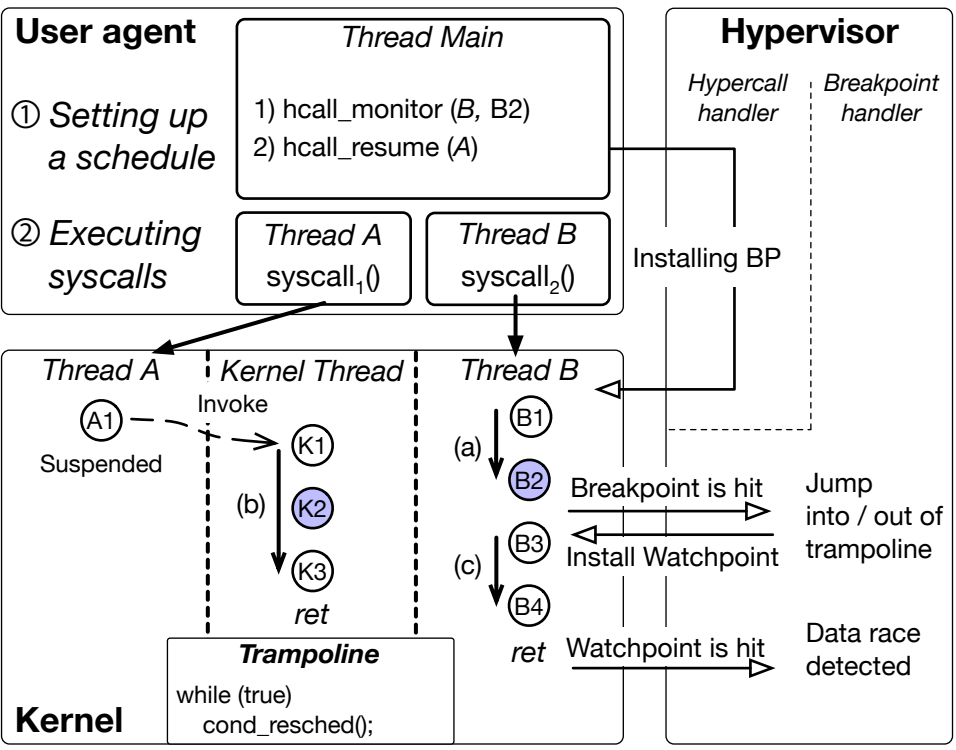 User agent
Thread Main
① Setting up
a schedule
1) hcall_monitor (B, B2)
2) hcall_resume (A)
② Executing
syscalls
Thread A
syscall1()
Thread B
syscall2()
Hypervisor
Hypercall
handler
Breakpoint
handler
Installing BP
Thread A
Kernel Thread
Thread B
A1
Suspended
Invoke
K1
(b)
K2
K3
ret
B1
(a)
B2
B3
(c)
B4
ret
Breakpoint is hit
Install Watchpoint
Watchpoint is hit
Jump
into / out of
trampoline
Data race
detected
Trampoline
while (true)
cond_resched();
Kernel